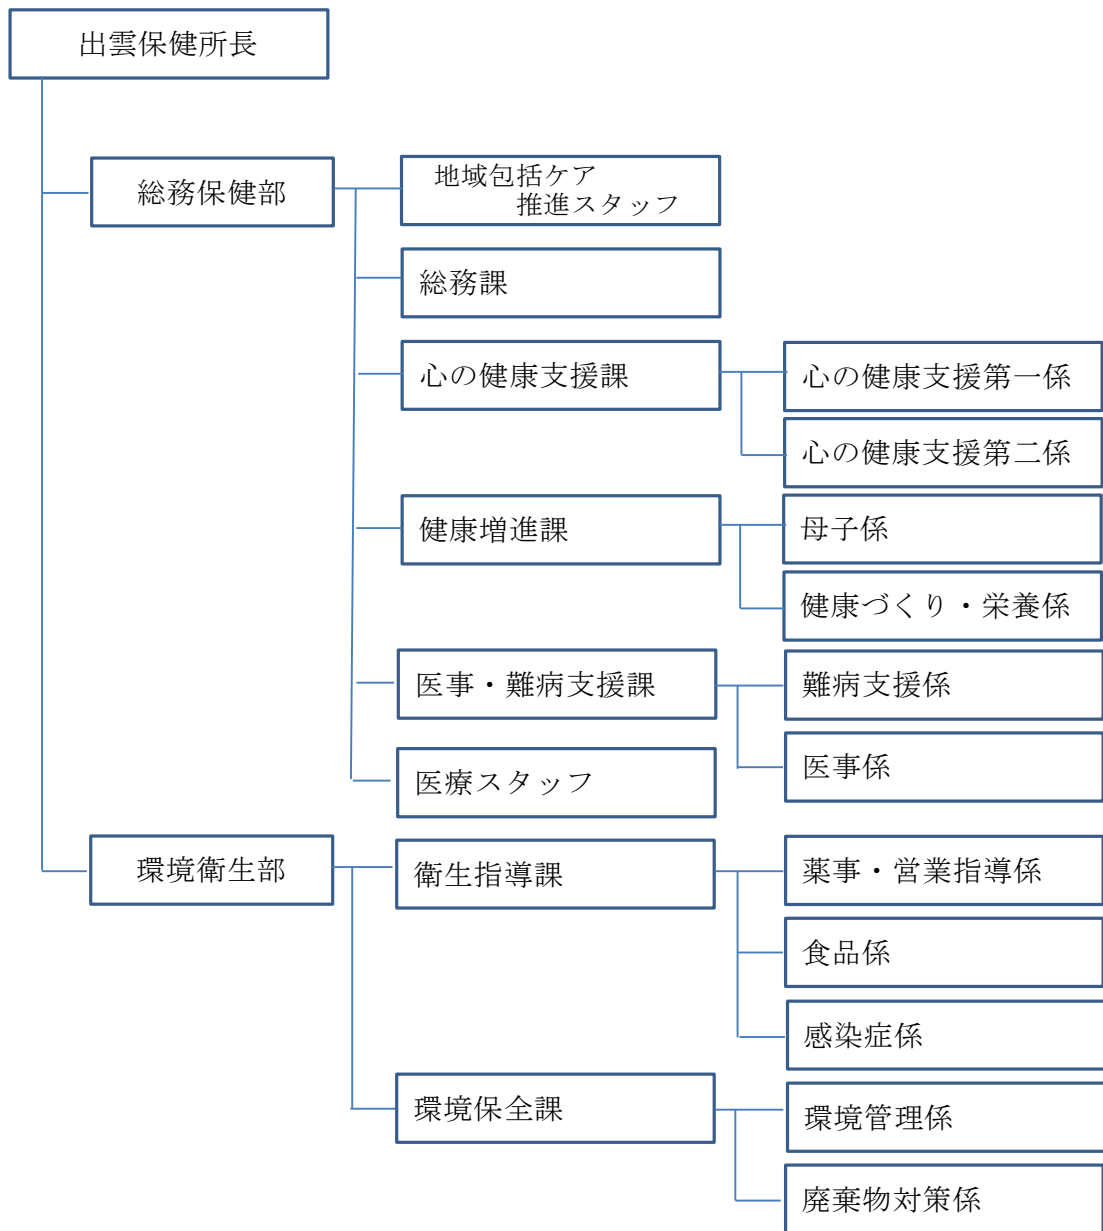 出雲保健所長
総務保健部
地域包括ケア
推進スタッフ
総務課
心の健康支援課
心の健康支援第一係
心の健康支援第二係
健康増進課
母子係
健康づくり・栄養係
医事・難病支援課
難病支援係
医事係
医療スタッフ
環境衛生部
衛生指導課
薬事・営業指導係
食品係
感染症係
環境保全課
環境管理係
廃棄物対策係